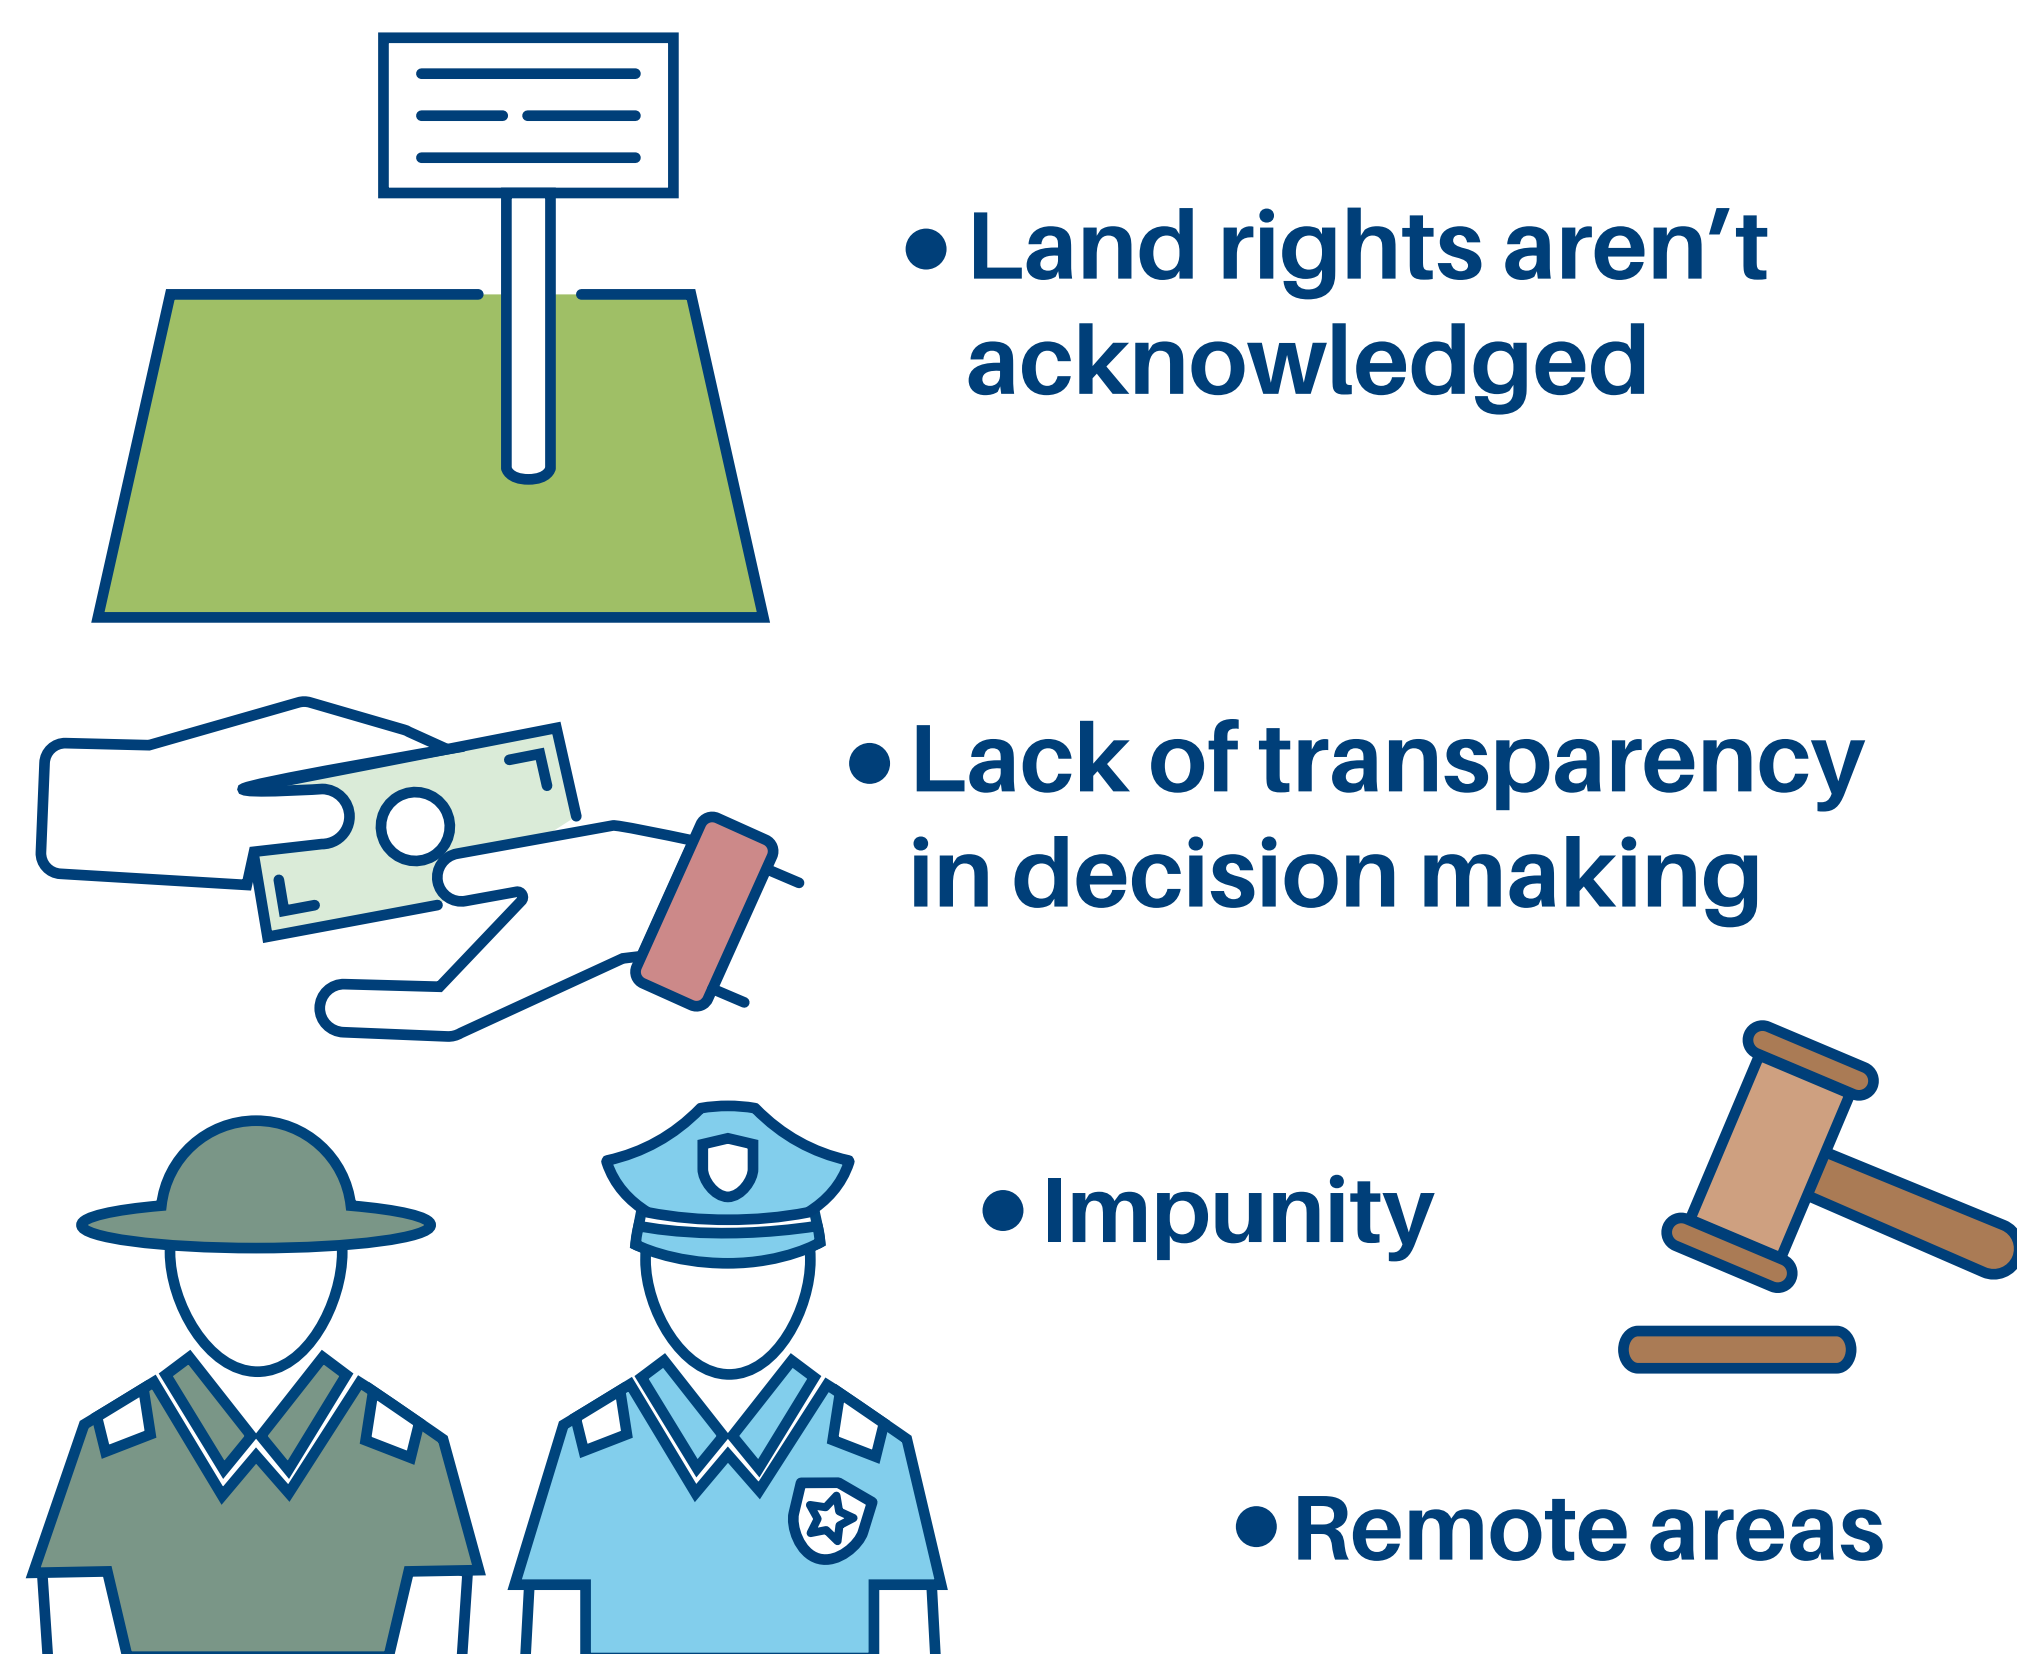 • Land rights aren’t
acknowledged
• Lack of transparency
in decision making
• Impunity
• Remote areas